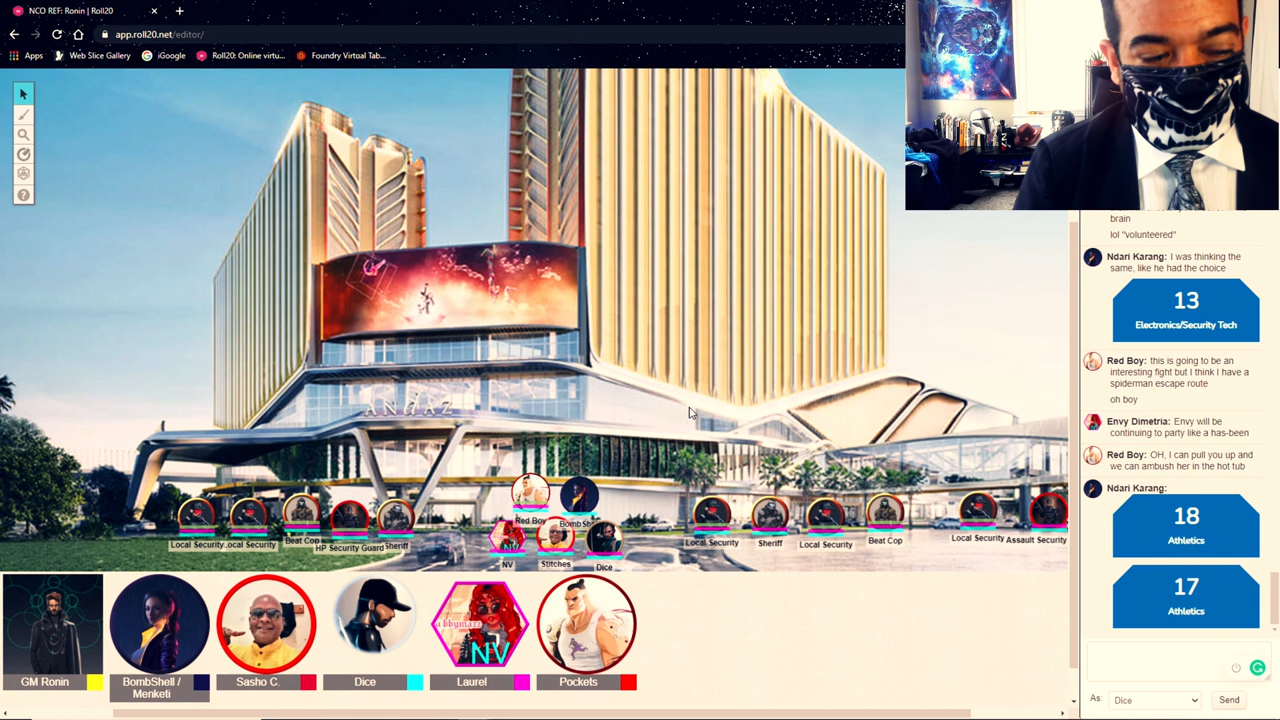 NCO REF: Ronin | Roll20
app.roll20.net/editor/
Apps
Web Slice Gallery
iGoogle
Roll20: Online virtu...
Foundry Virtual Tab...
ANdAZ
brain
lol "volunteered"
Ndari Karang: I was thinking the
same, like he had the choice
13
Electronics/Security Tech
Red Boy: this is going to be an
interesting fight but I think I have a
spiderman escape route
oh boy
Envy Dimetria: Envy will be
continuing to party like a has-been
Red Boy: OH, I can pull you up and
we can ambush her in the hot tub
Ndari Karang:
18
Athletics
17
Athletics
As:
Dice
Send
Local Security
Local Security
Beat Cop
HP Security Guard
Sheriff
Red Boy
BombSh
NV
NV
Stitches
Dice
Local Security
Sheriff
Local Security
Beat Cop
Local Security
Assault Security
NV
GM Ronin
BombShell /
Menketi
Sasho C.
Dice
Laurel
Pockets